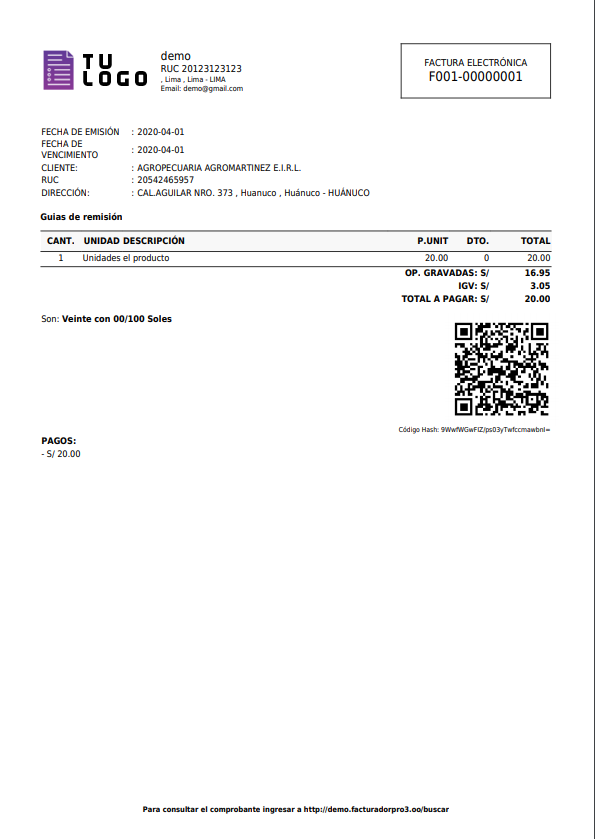 TU
LOGO
demo
RUC 20123123123
, Lima , Lima - LIMA
Email: demo@gmail.com
FACTURA ELECTRÓNICA
F001-00000001
FECHA DE EMISIÓN : 2020-04-01
FECHA DE
VENCIMIENTO : 2020-04-01
CLIENTE: : AGROPECUARIA AGROMARTINEZ E.I.R.L.
RUC : 20542465957
DIRECCIÓN: : CAL.AGUILAR NRO. 373 , Huanuco , Huánuco - HUÁNUCO
Guias de remisión
CANT. UNIDAD DESCRIPCIÓN P.UNIT DTO. TOTAL
1 Unidades el producto 20.00 0 20.00
OP. GRAVADAS: S/ 16.95
IGV: S/ 3.05
TOTAL A PAGAR: S/ 20.00
Son: Veinte con 00/100 Soles
Código Hash: 9WwfWGwFIZ/ps03yTwfccmawbnI=
PAGOS:
- S/ 20.00
Para consultar el comprobante ingresar a http://demo.facturadorpro3.oo/buscar